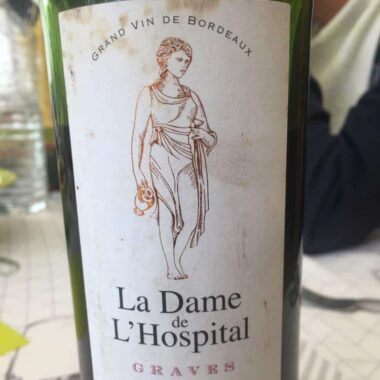 GRAND VIN DE BORDEAUX
La Dame
de
L'Hospital
GRAVES